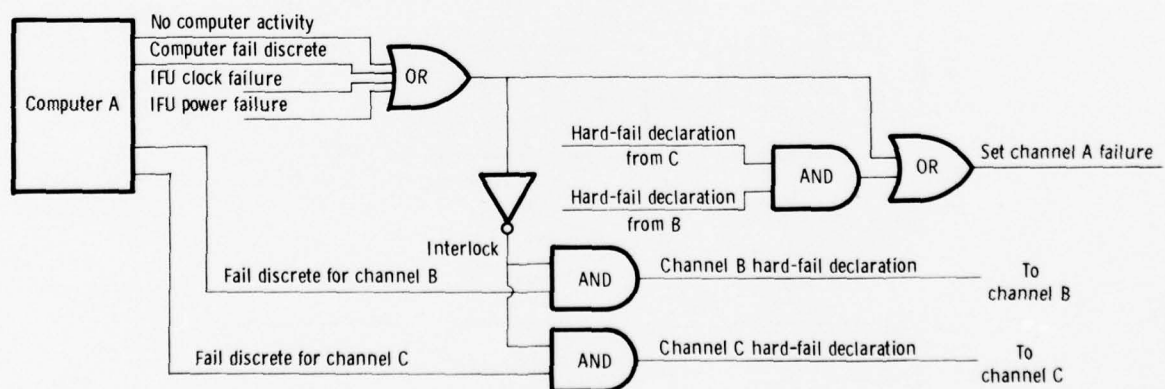 No computer activity
Computer fail discrete
IFU clock failure
IFU power failure
Computer A
OR
Hard-fail declaration
from C
Hard-fail declaration
from B
AND
OR
Set channel A failure
Interlock
Fail discrete for channel B
AND
Channel B hard-fail declaration
To
channel B
Fail discrete for channel C
AND
Channel C hard-fail declaration
To
channel C